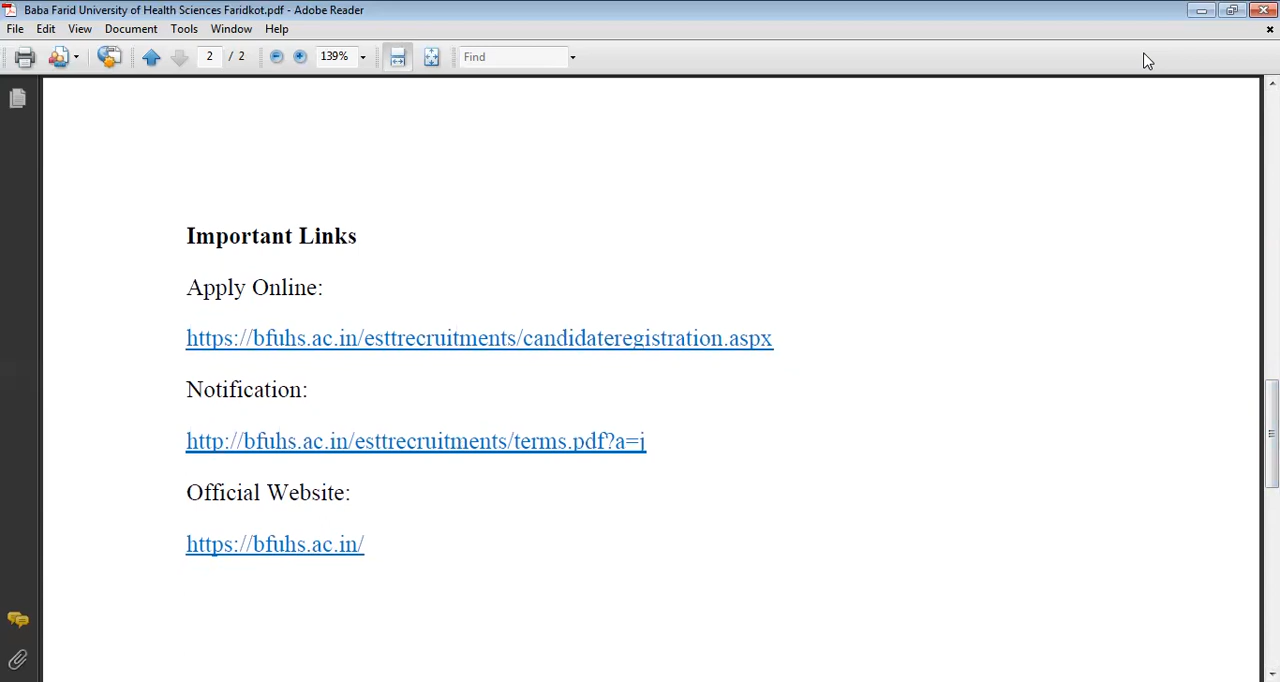 Baba Farid University of Health Sciences Faridkot.pdf - Adobe Reader
File Edit View Document Tools Window Help
2 / 2 139% Find
Important Links
Apply Online:
https://bfuhs.ac.in/esttrecruitments/candidateregistration.aspx
Notification:
http://bfuhs.ac.in/esttrecruitments/terms.pdf?a=j
Official Website:
https://bfuhs.ac.in/